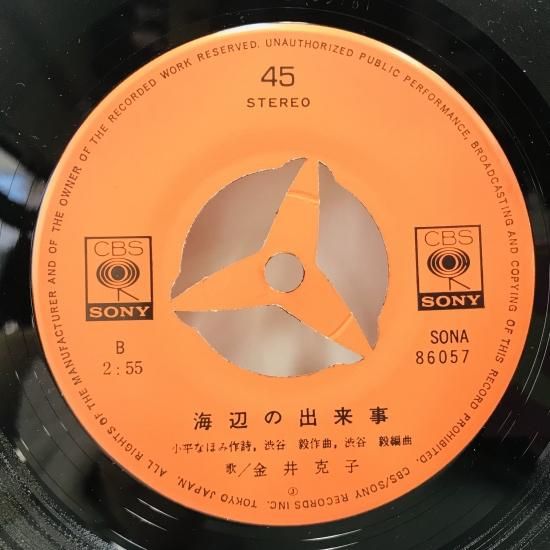 ALL RIGHTS OF THE MANUFACTURER AND OF THE OWNER OF THE RECORDED WORK RESERVED. UNAUTHORIZED PUBLIC PERFORMANCE, BROADCASTING AND COPYING OF THIS RECORD PROHIBITED. CBS/SONY RECORDS INC. TOKYO JAPAN.
45
STEREO
CBS
SONY
CBS
SONY
B
2:55
SONA
86057
海辺の出来事
小平なほみ作詩, 渋谷 毅作曲, 渋谷 毅編曲
歌/金井克子
Ⓟ